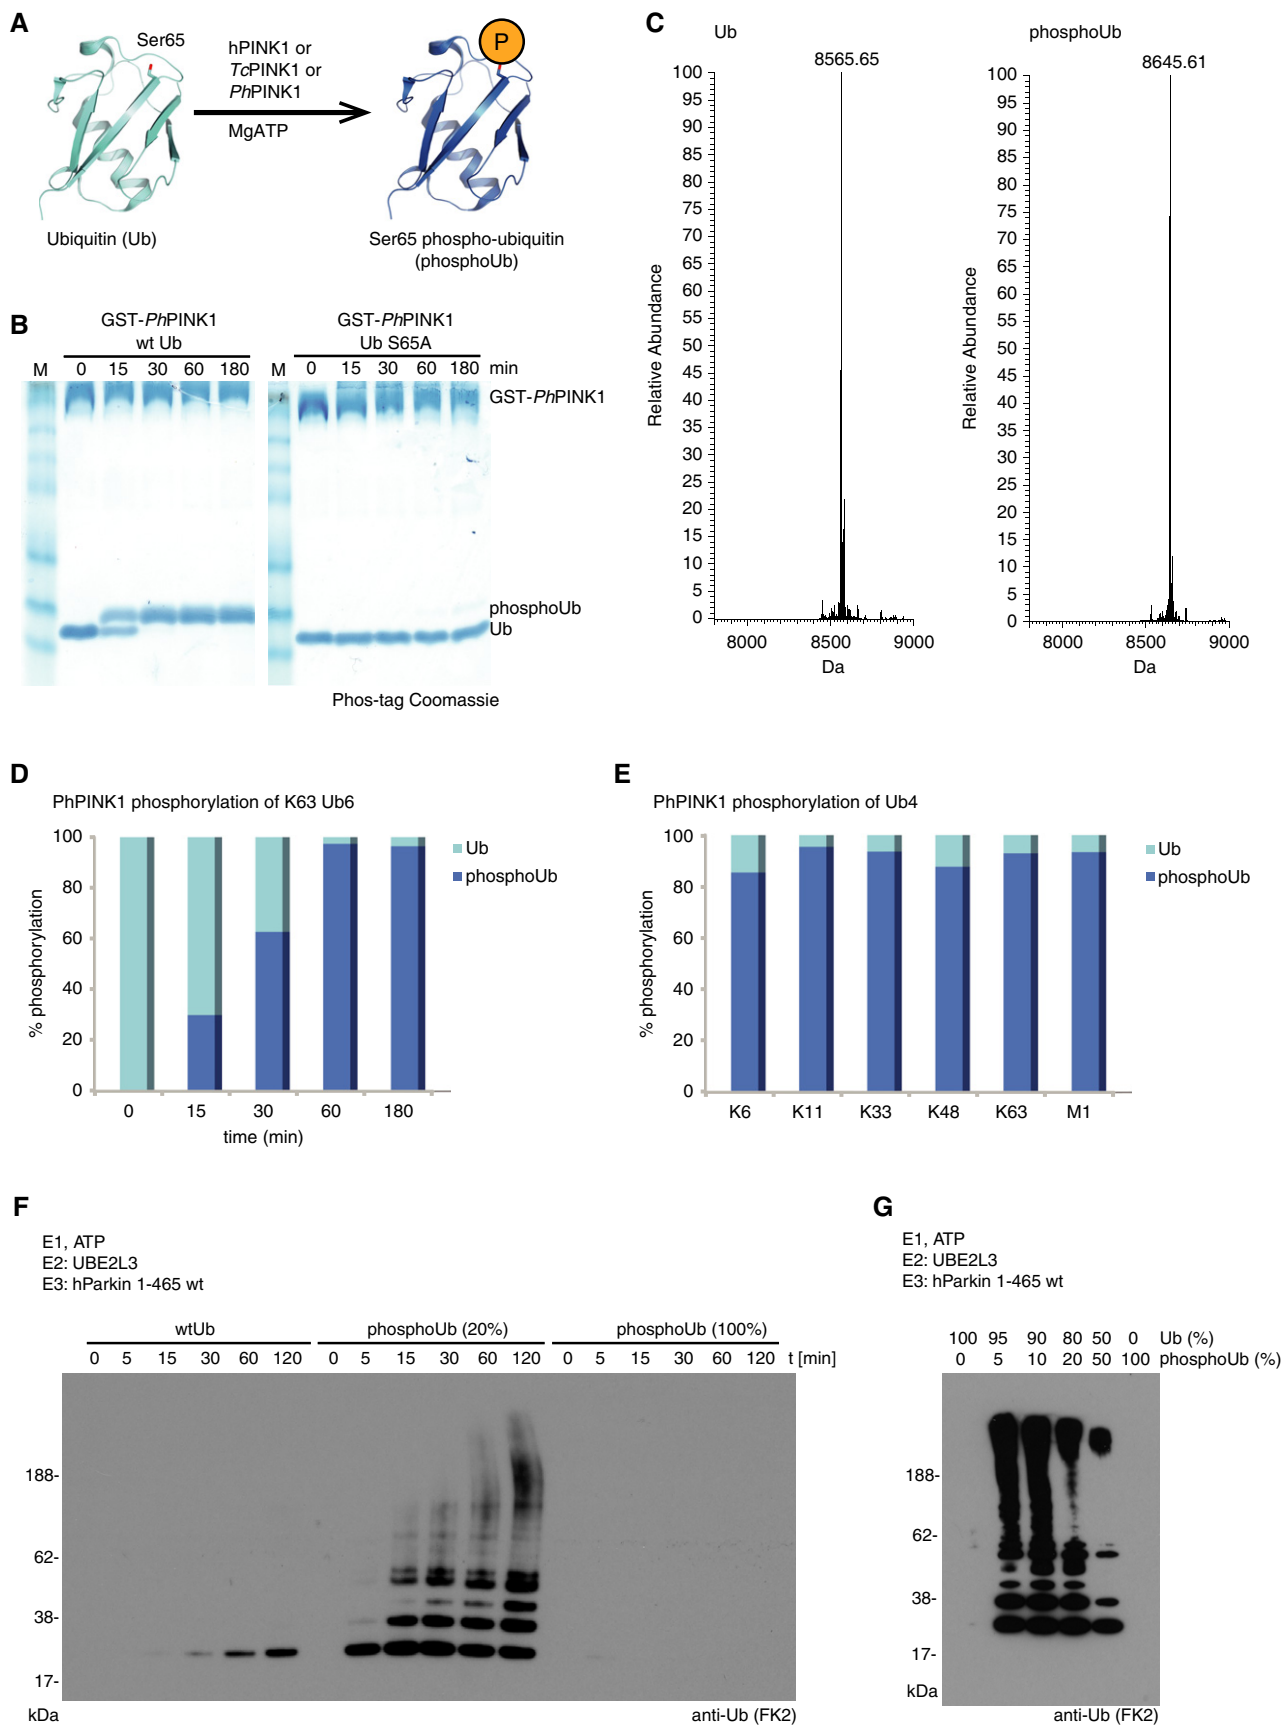 A
Ser65
hPINK1 or
TcPINK1 or
PhPINK1
MgATP
P
Ubiquitin (Ub)
Ser65 phospho-ubiquitin
(phosphoUb)
B
GST-PhPINK1
wt Ub
GST-PhPINK1
Ub S65A
M 0 15 30 60 180 M 0 15 30 60 180 min
GST-PhPINK1
phosphoUb
Ub
Phos-tag Coomassie
C
Ub
8565.65
100
95
90
85
80
75
70
65
60
55
50
45
40
35
30
25
20
15
10
5
0
Relative Abundance
8000 8500 9000
Da
phosphoUb
8645.61
100
95
90
85
80
75
70
65
60
55
50
45
40
35
30
25
20
15
10
5
0
Relative Abundance
8000 8500 9000
Da
D
PhPINK1 phosphorylation of K63 Ub6
100
80
60
40
20
0
% phosphorylation
Ub
phosphoUb
0 15 30 60 180
time (min)
E
PhPINK1 phosphorylation of Ub4
100
80
60
40
20
0
% phosphorylation
Ub
phosphoUb
K6 K11 K33 K48 K63 M1
F
E1, ATP
E2: UBE2L3
E3: hParkin 1-465 wt
wtUb phosphoUb (20%) phosphoUb (100%)
0 5 15 30 60 120 0 5 15 30 60 120 0 5 15 30 60 120 t [min]
188-
62-
38-
17-
kDa
anti-Ub (FK2)
G
E1, ATP
E2: UBE2L3
E3: hParkin 1-465 wt
100 95 90 80 50 0 Ub (%)
0 5 10 20 50 100 phosphoUb (%)
188-
62-
38-
17-
kDa
anti-Ub (FK2)